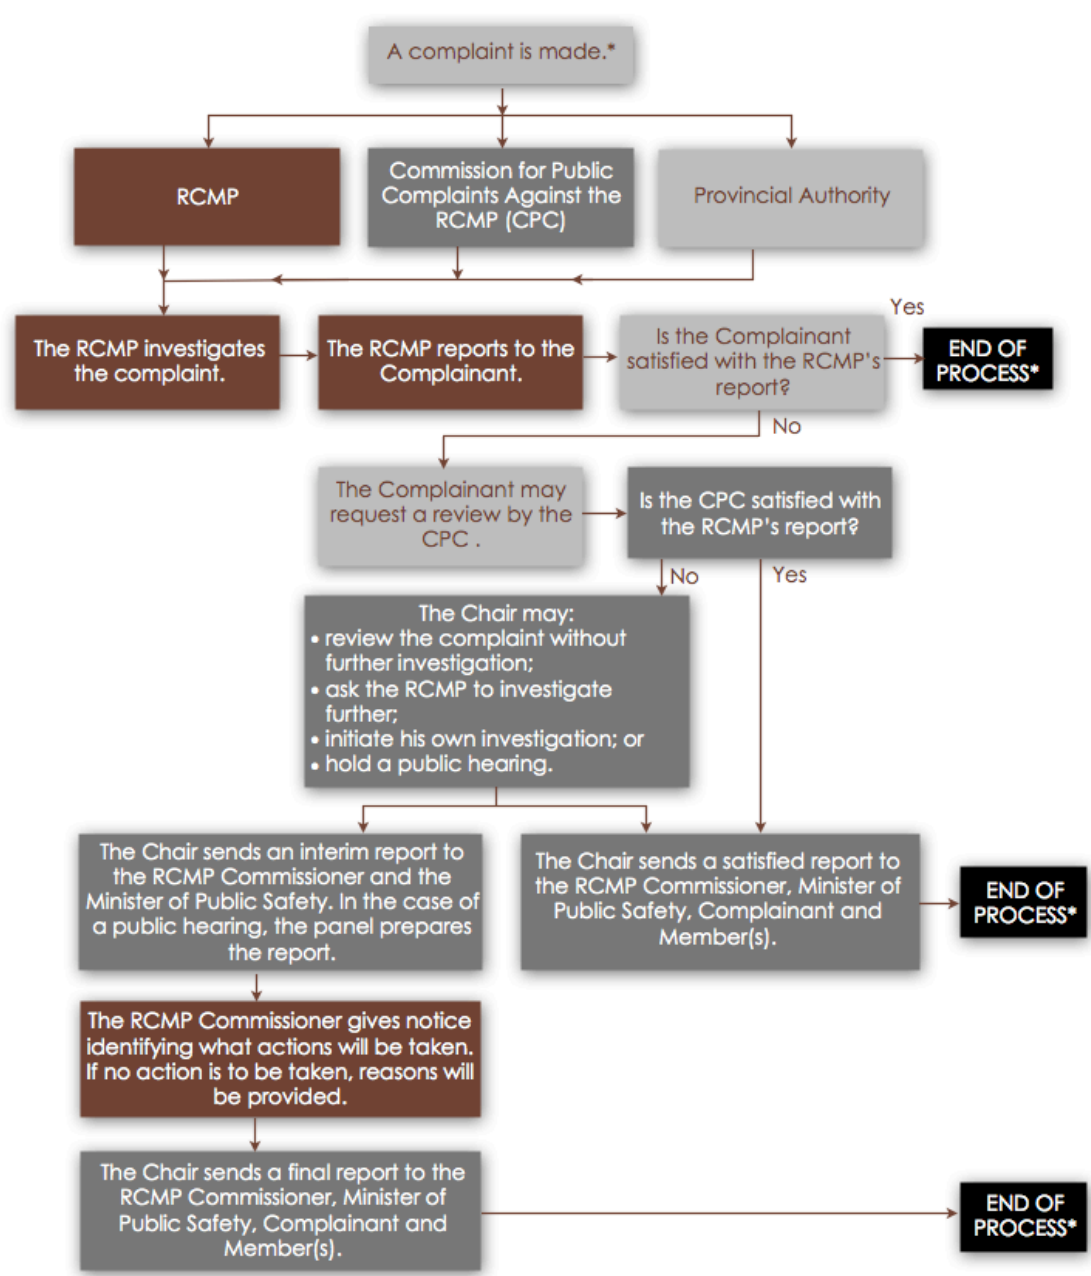 A complaint is made.*
RCMP
Commission for Public
Complaints Against the
RCMP (CPC)
Provincial Authority
The RCMP investigates
the complaint.
The RCMP reports to the
Complainant.
Is the Complainant
satisfied with the RCMP's
report?
Yes
END OF
PROCESS*
No
The Complainant may
request a review by the
CPC .
Is the CPC satisfied with
the RCMP's report?
No
Yes
The Chair may:
• review the complaint without
further investigation;
• ask the RCMP to investigate
further;
• initiate his own investigation; or
• hold a public hearing.
The Chair sends an interim report to
the RCMP Commissioner and the
Minister of Public Safety. In the case of
a public hearing, the panel prepares
the report.
The Chair sends a satisfied report to
the RCMP Commissioner, Minister of
Public Safety, Complainant and
Member(s).
END OF
PROCESS*
The RCMP Commissioner gives notice
identifying what actions will be taken.
If no action is to be taken, reasons will
be provided.
The Chair sends a final report to the
RCMP Commissioner, Minister of
Public Safety, Complainant and
Member(s).
END OF
PROCESS*